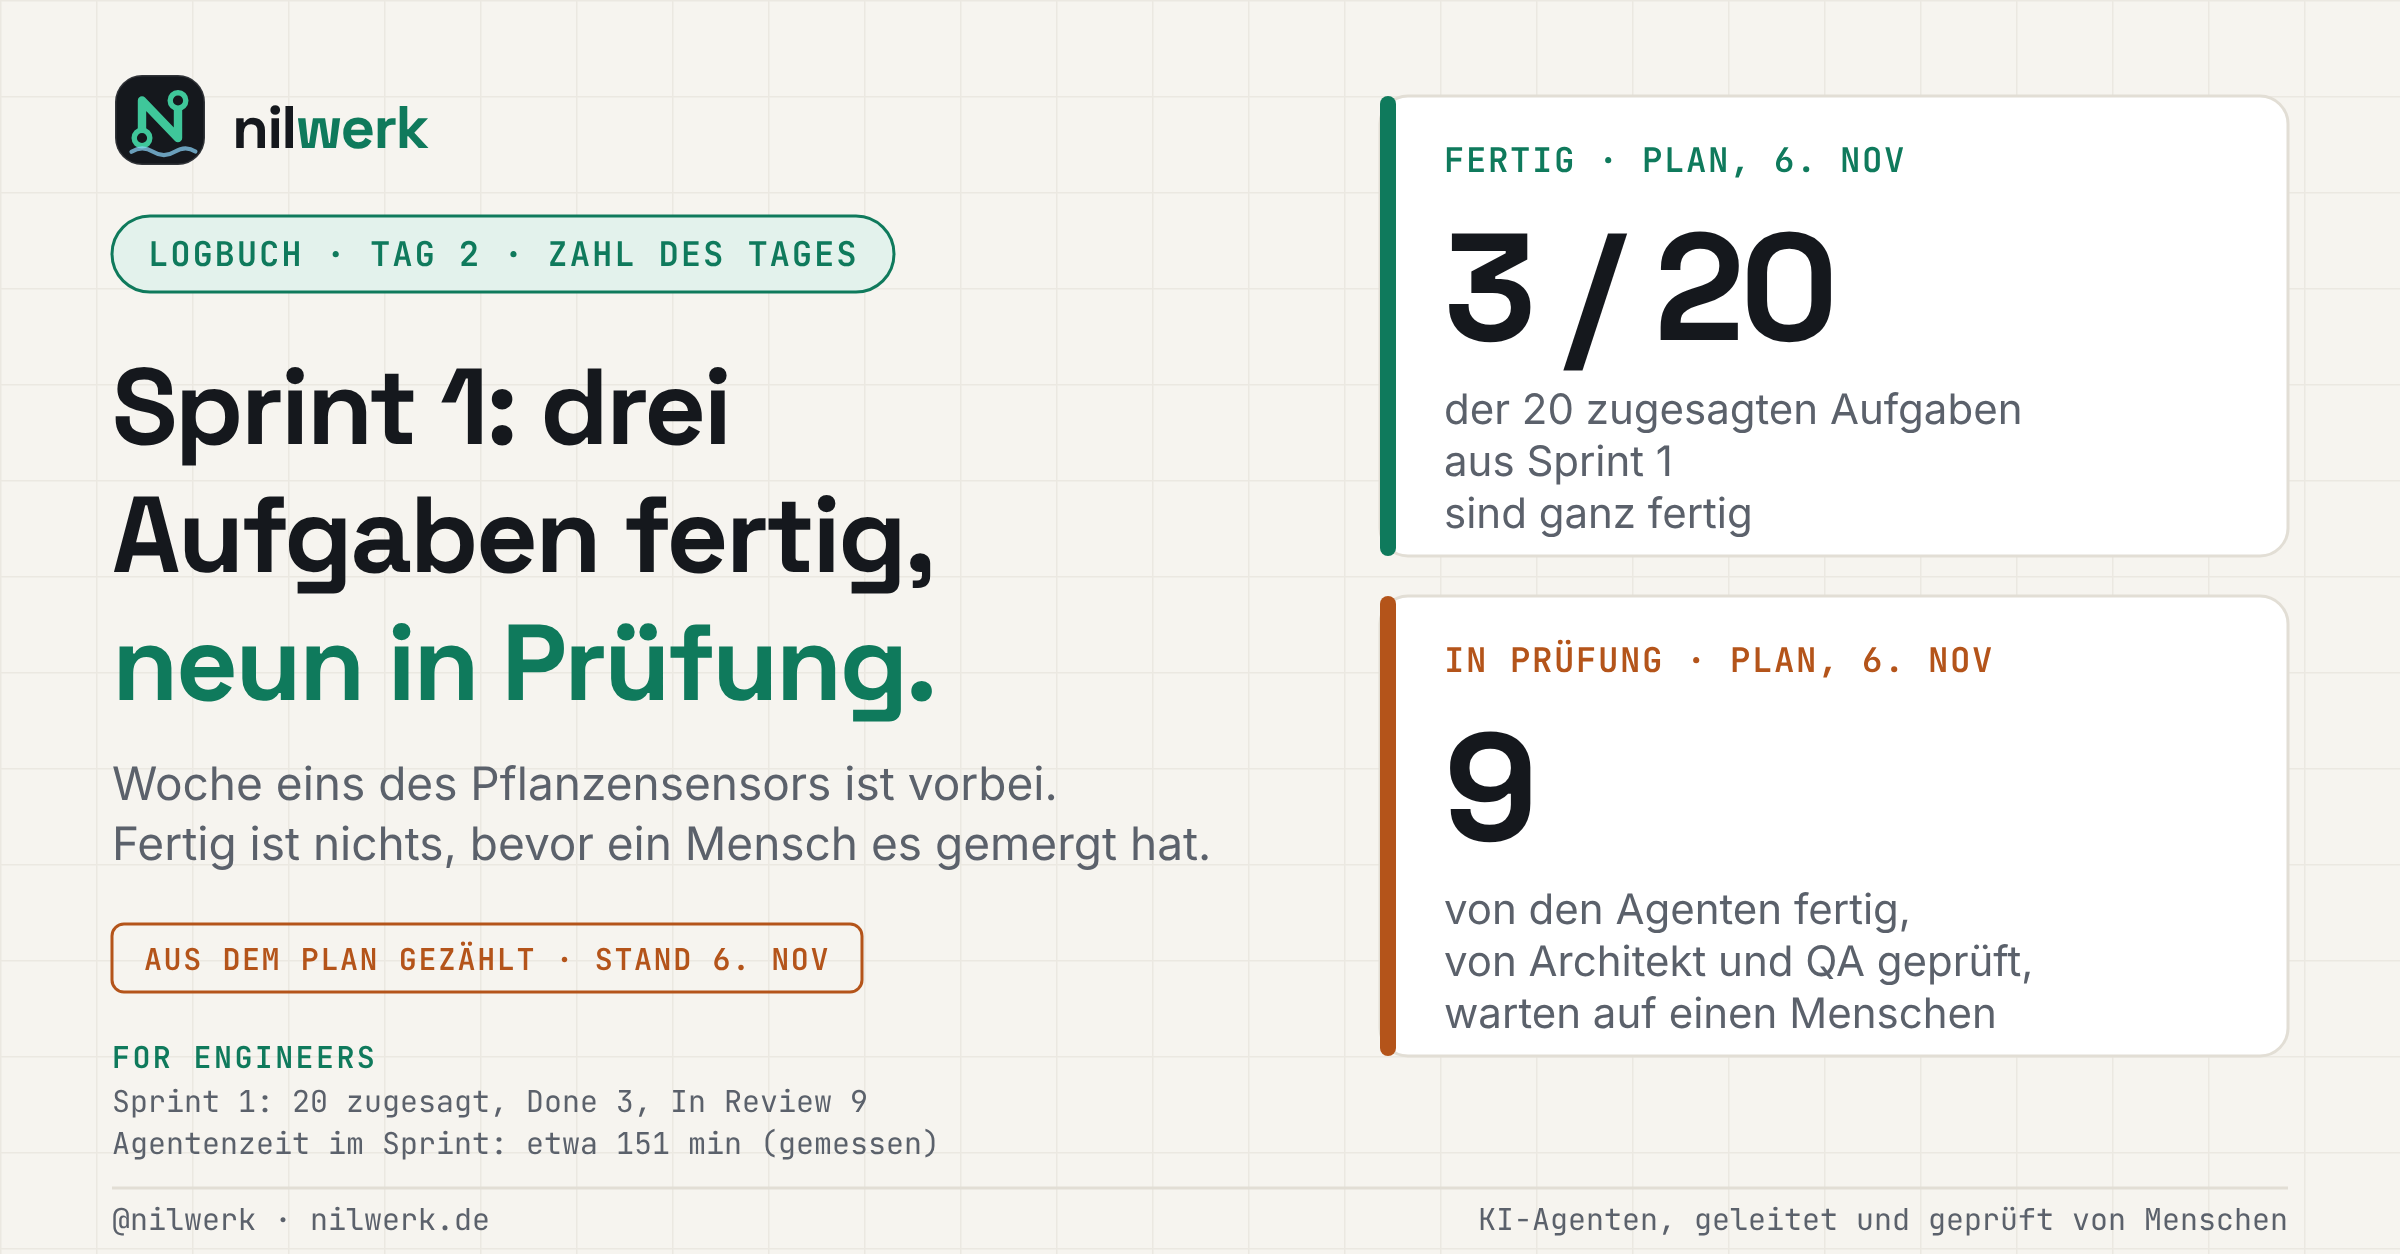 nilwerk
LOGBUCH · TAG 2 · ZAHL DES TAGES
Sprint 1: drei
Aufgaben fertig,
neun in Prüfung.
Woche eins des Pflanzensensors ist vorbei.
Fertig ist nichts, bevor ein Mensch es gemergt hat.
AUS DEM PLAN GEZÄHLT · STAND 6. NOV
FOR ENGINEERS
Sprint 1: 20 zugesagt, Done 3, In Review 9
Agentenzeit im Sprint: etwa 151 min (gemessen)
FERTIG · PLAN, 6. NOV
3 / 20
der 20 zugesagten Aufgaben
aus Sprint 1
sind ganz fertig
IN PRÜFUNG · PLAN, 6. NOV
9
von den Agenten fertig,
von Architekt und QA geprüft,
warten auf einen Menschen
@nilwerk · nilwerk.de
KI-Agenten, geleitet und geprüft von Menschen